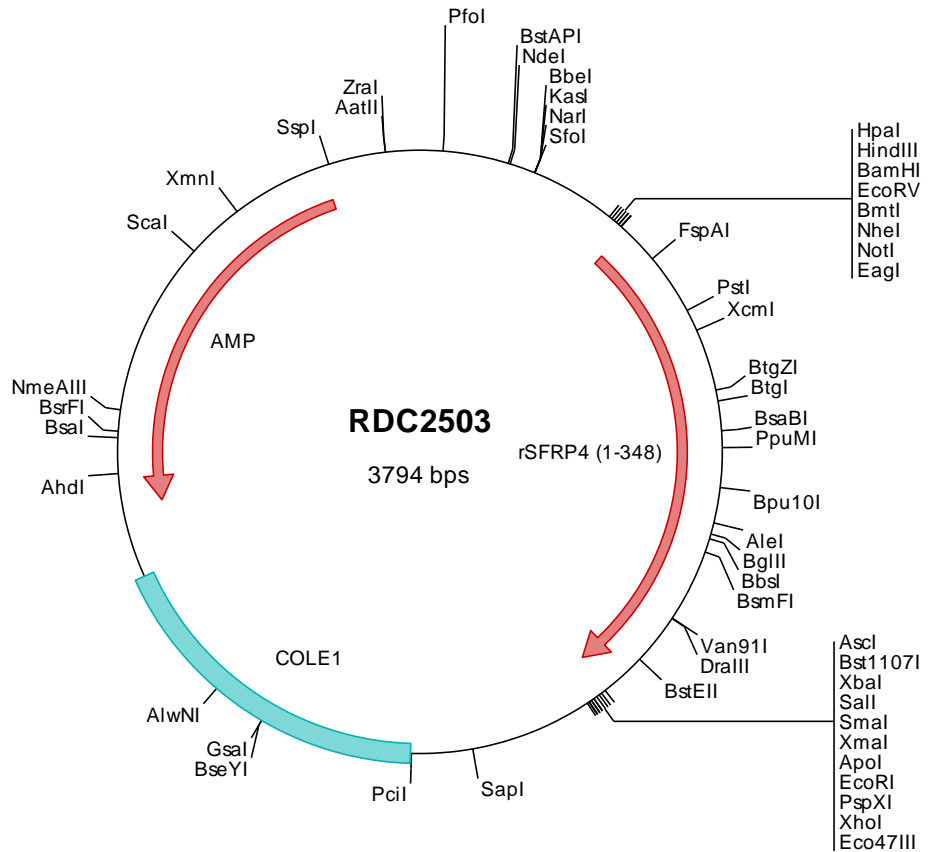 PfoI
BstAPI
NdeI
BbeI
KasI
NarI
SfoI
ZraI
AatII
SspI
XmnI
ScaI
HpaI
HindIII
BamHI
EcoRV
BmtI
NheI
NotI
EagI
FspAI
PstI
XcmI
AMP
BtgZI
BtgI
NmeAIII
BsrFI
BsaI
AhdI
RDC2503
3794 bps
rSFRP4 (1-348)
BsaBI
PpuMI
Bpu10I
AleI
BglII
BbsI
BsmFI
Van91I
DraIII
BstEII
COLE1
AlwNI
GsaI
BseYI
PciI
SapI
AscI
Bst1107I
XbaI
SalI
SmaI
XmaI
ApoI
EcoRI
PspXI
XhoI
Eco47III